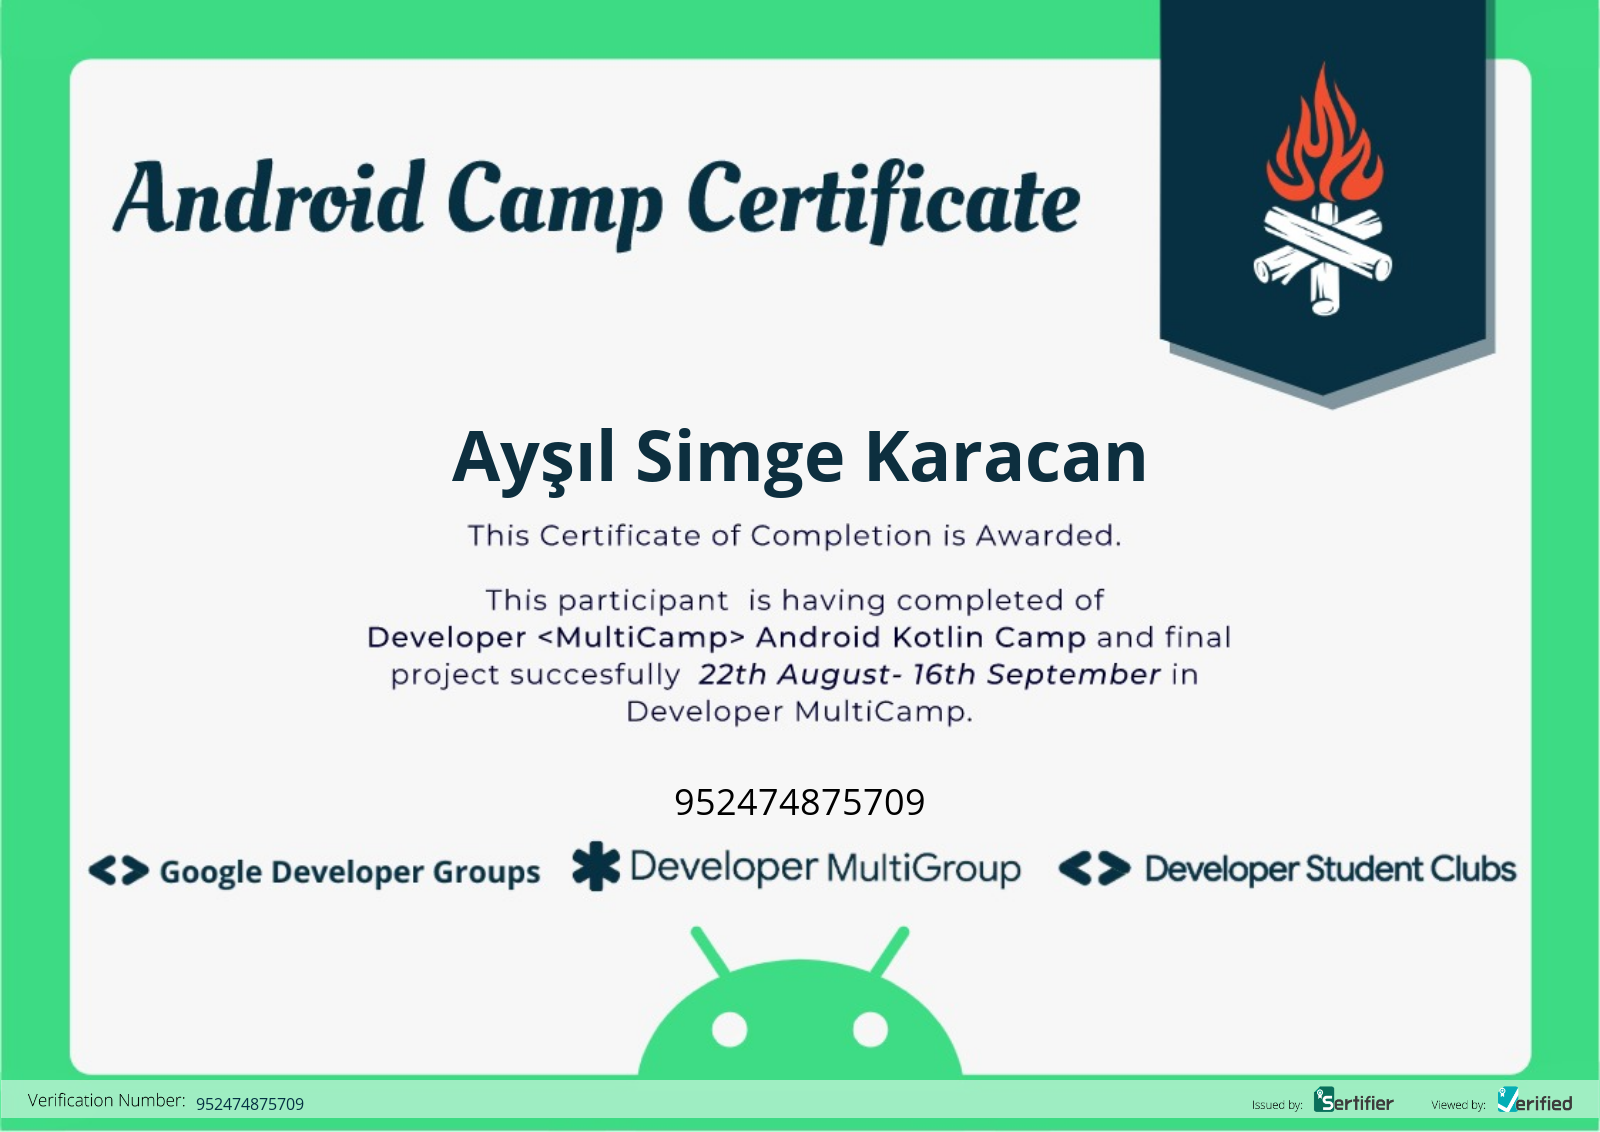 Android Camp Certificate
Ayşıl Simge Karacan
This Certificate of Completion is Awarded.
This participant is having completed of
Developer <MultiCamp> Android Kotlin Camp and final
project succesfully 22th August- 16th September in
Developer MultiCamp.
952474875709
Google Developer Groups
Developer MultiGroup
Developer Student Clubs
Verification Number: 952474875709
Issued by: Sertifier
Viewed by: Verified